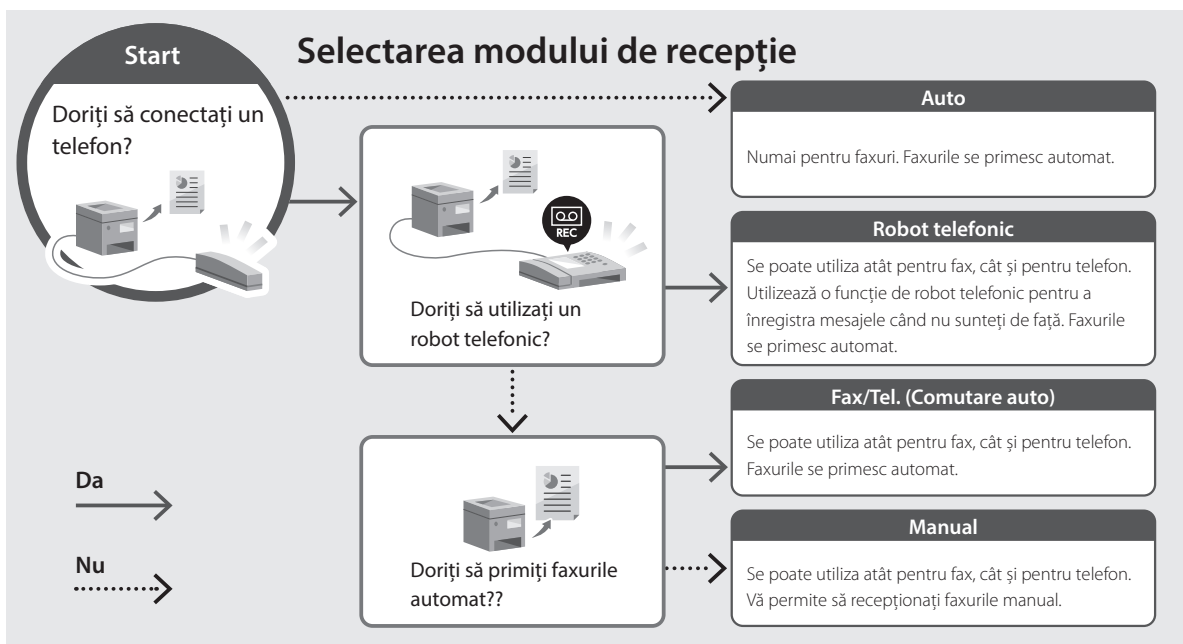 Selectarea modului de recepție
Start
Doriți să conectați un
telefon?
REC
Doriți să utilizați un
robot telefonic?
Doriți să primiți faxurile
automat??
Auto
Numai pentru faxuri. Faxurile se primesc automat.
Robot telefonic
Se poate utiliza atât pentru fax, cât și pentru telefon.
Utilizează o funcție de robot telefonic pentru a
înregistra mesajele când nu sunteți de față. Faxurile
se primesc automat.
Fax/Tel. (Comutare auto)
Se poate utiliza atât pentru fax, cât și pentru telefon.
Faxurile se primesc automat.
Manual
Se poate utiliza atât pentru fax, cât și pentru telefon.
Vă permite să recepționați faxurile manual.
Da
Nu